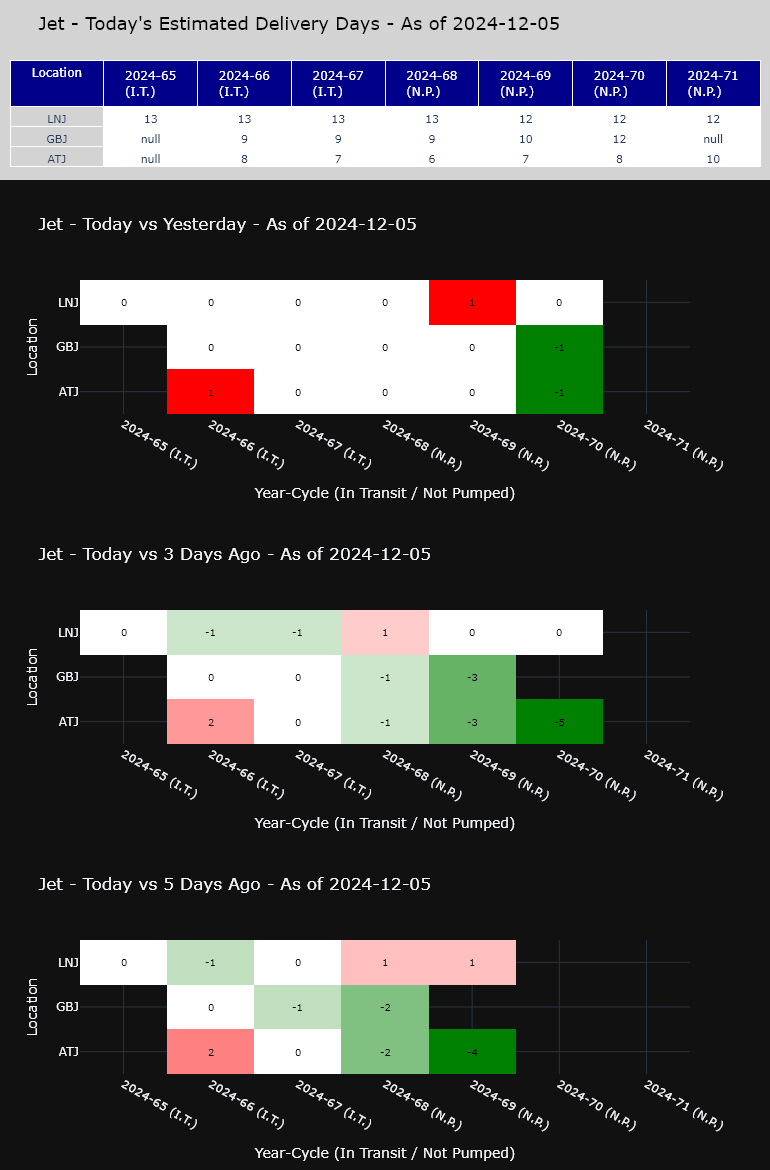 Jet - Today's Estimated Delivery Days - As of 2024-12-05
Location 2024-65 (I.T.) 2024-66 (I.T.) 2024-67 (I.T.) 2024-68 (N.P.) 2024-69 (N.P.) 2024-70 (N.P.) 2024-71 (N.P.)
LNJ 13 13 13 13 12 12 12
GBJ null 9 9 9 10 12 null
ATJ null 8 7 6 7 8 10
Jet - Today vs Yesterday - As of 2024-12-05
Location
LNJ 0 0 0 0 1 0
GBJ 0 0 0 0 -1
ATJ 1 0 0 0 -1
2024-65 (I.T.) 2024-66 (I.T.) 2024-67 (I.T.) 2024-68 (N.P.) 2024-69 (N.P.) 2024-70 (N.P.) 2024-71 (N.P.)
Year-Cycle (In Transit / Not Pumped)
Jet - Today vs 3 Days Ago - As of 2024-12-05
Location
LNJ 0 -1 -1 1 0 0
GBJ 0 0 -1 -3
ATJ 2 0 -1 -3 -5
2024-65 (I.T.) 2024-66 (I.T.) 2024-67 (I.T.) 2024-68 (N.P.) 2024-69 (N.P.) 2024-70 (N.P.) 2024-71 (N.P.)
Year-Cycle (In Transit / Not Pumped)
Jet - Today vs 5 Days Ago - As of 2024-12-05
Location
LNJ 0 -1 0 1 1
GBJ 0 -1 -2
ATJ 2 0 -2 -4
2024-65 (I.T.) 2024-66 (I.T.) 2024-67 (I.T.) 2024-68 (N.P.) 2024-69 (N.P.) 2024-70 (N.P.) 2024-71 (N.P.)
Year-Cycle (In Transit / Not Pumped)